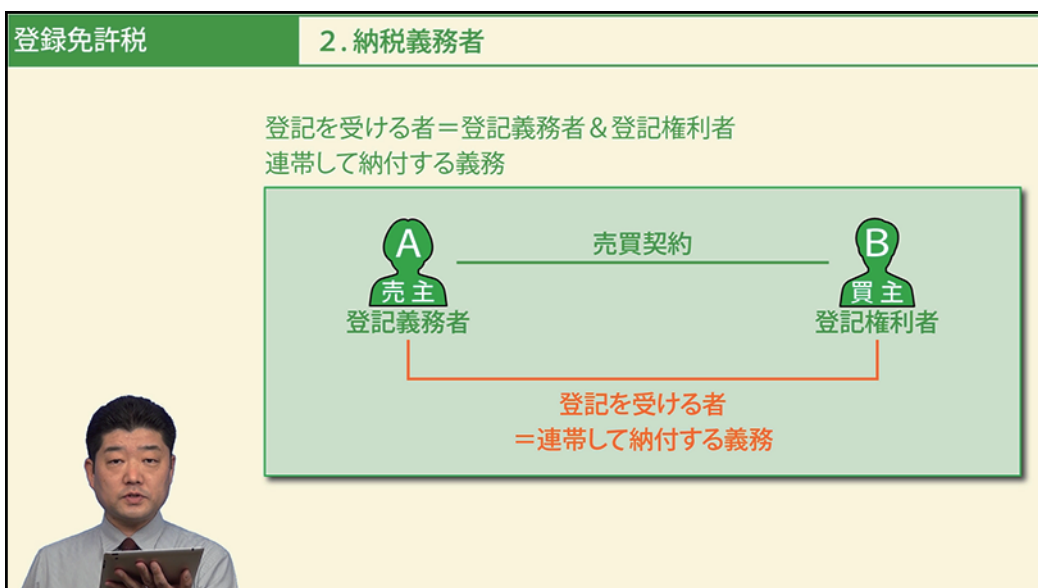 登録免許税
2.納税義務者
登記を受ける者＝登記義務者＆登記権利者
連帯して納付する義務
A
売買契約
B
売主
買主
登記義務者
登記権利者
登記を受ける者
＝連帯して納付する義務